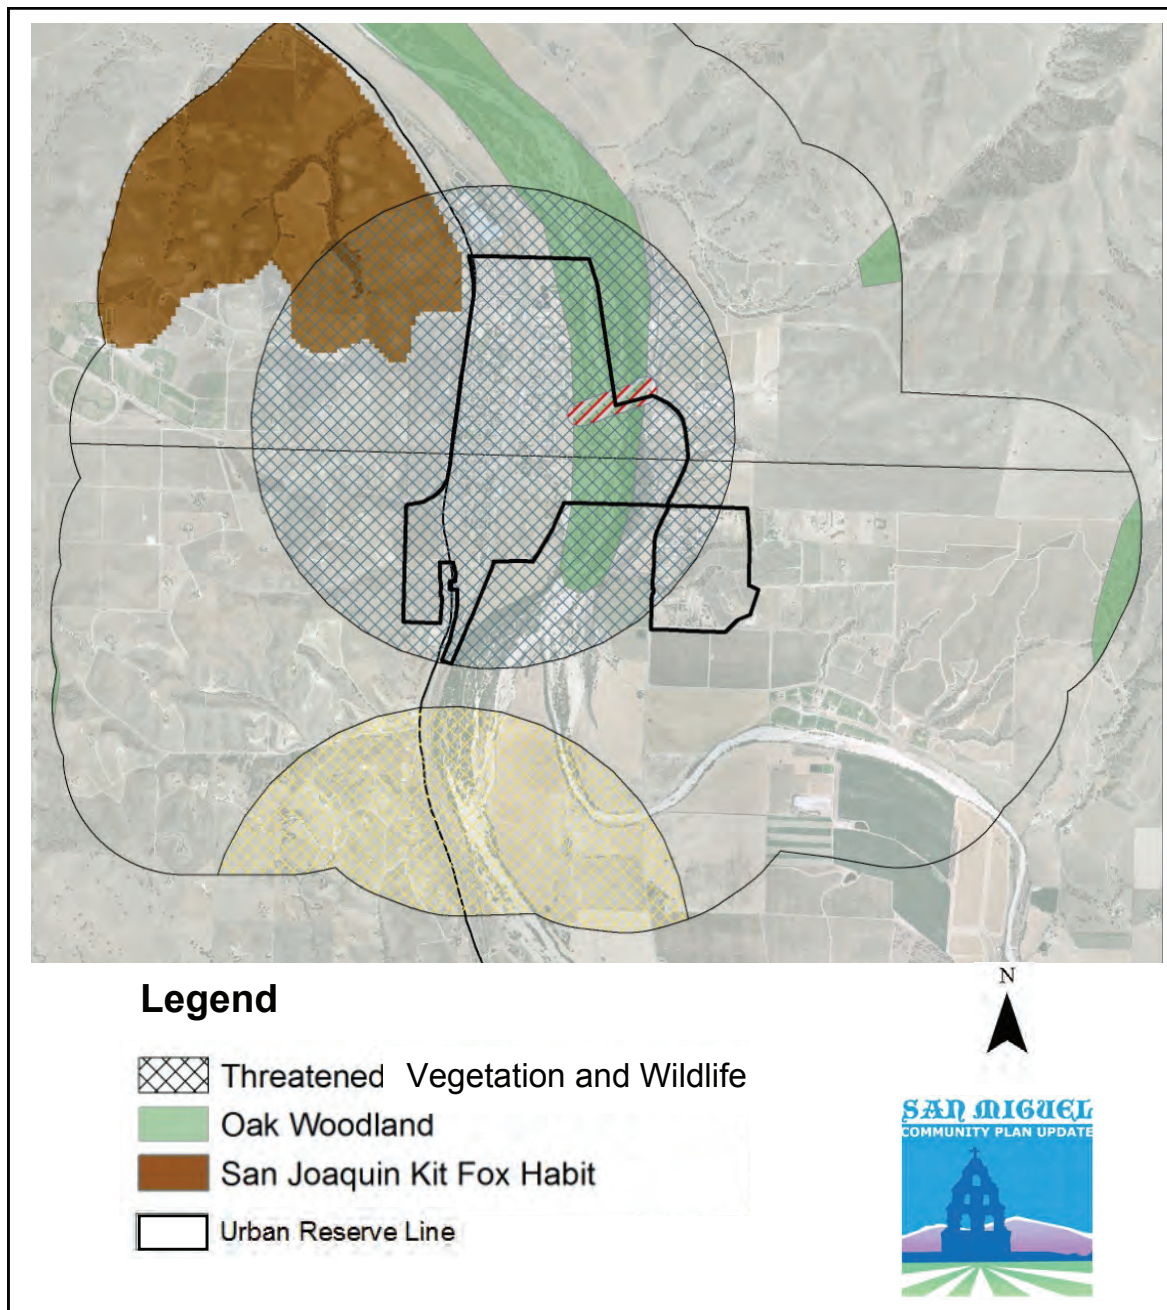 N
Legend
Threatened Vegetation and Wildlife
Oak Woodland
San Joaquin Kit Fox Habit
Urban Reserve Line
SAN MIGUEL
COMMUNITY PLAN UPDATE